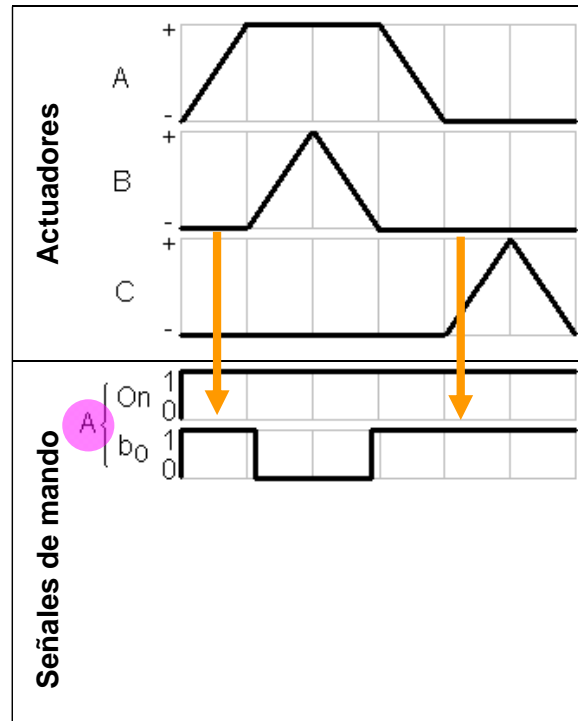 Actuadores
+
A
-
+
B
-
+
C
-
Señales de mando
A { On
1
0
b0
1
0